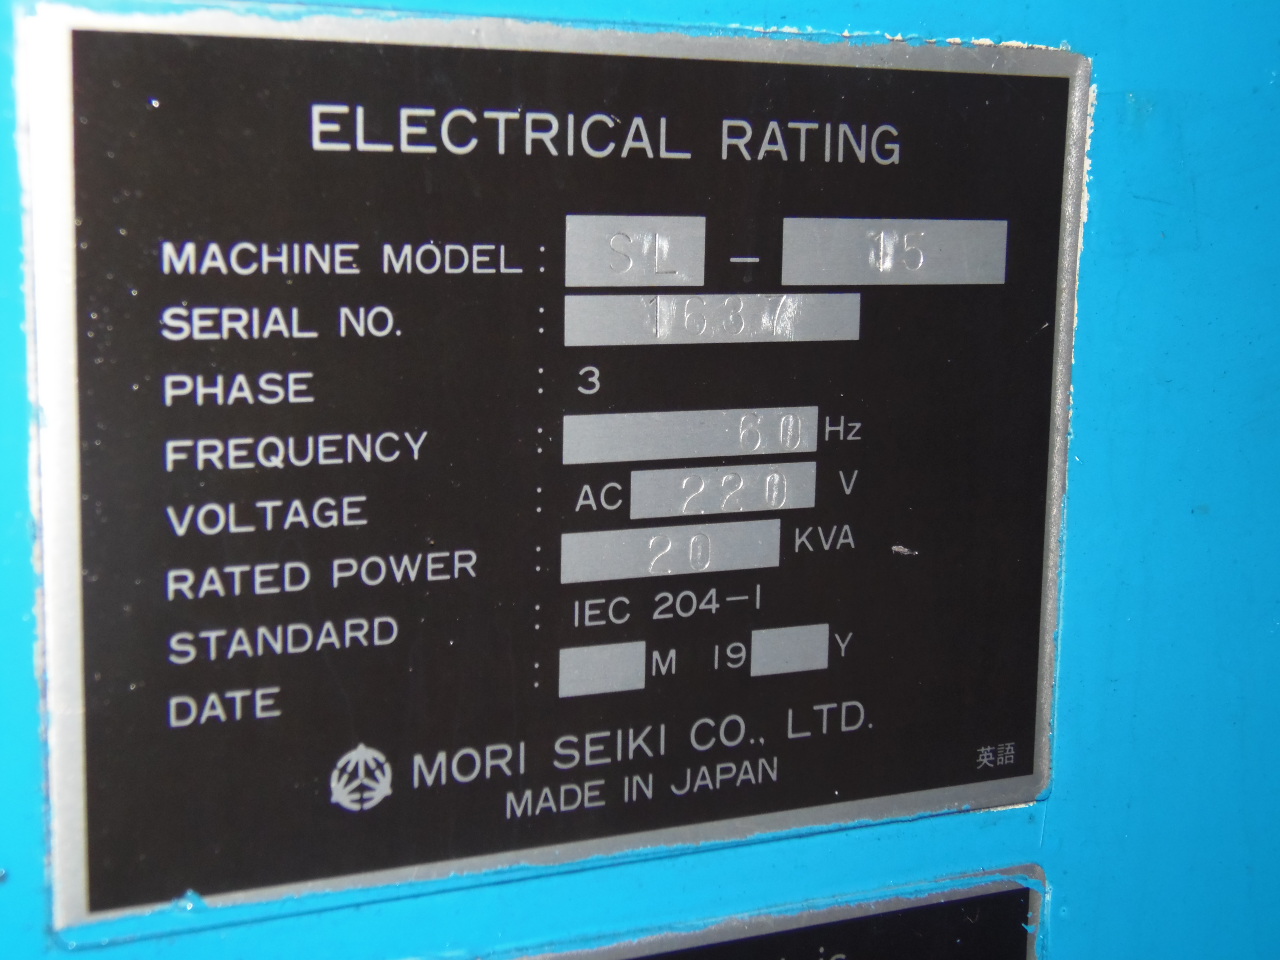 ELECTRICAL RATING
MACHINE MODEL : SL - 15
SERIAL NO. : 1637
PHASE : 3
FREQUENCY : 60 Hz
VOLTAGE : AC 220 V
RATED POWER : 20 KVA
STANDARD : IEC 204-1
DATE : M 19 Y
MORI SEIKI CO., LTD.
MADE IN JAPAN
英語